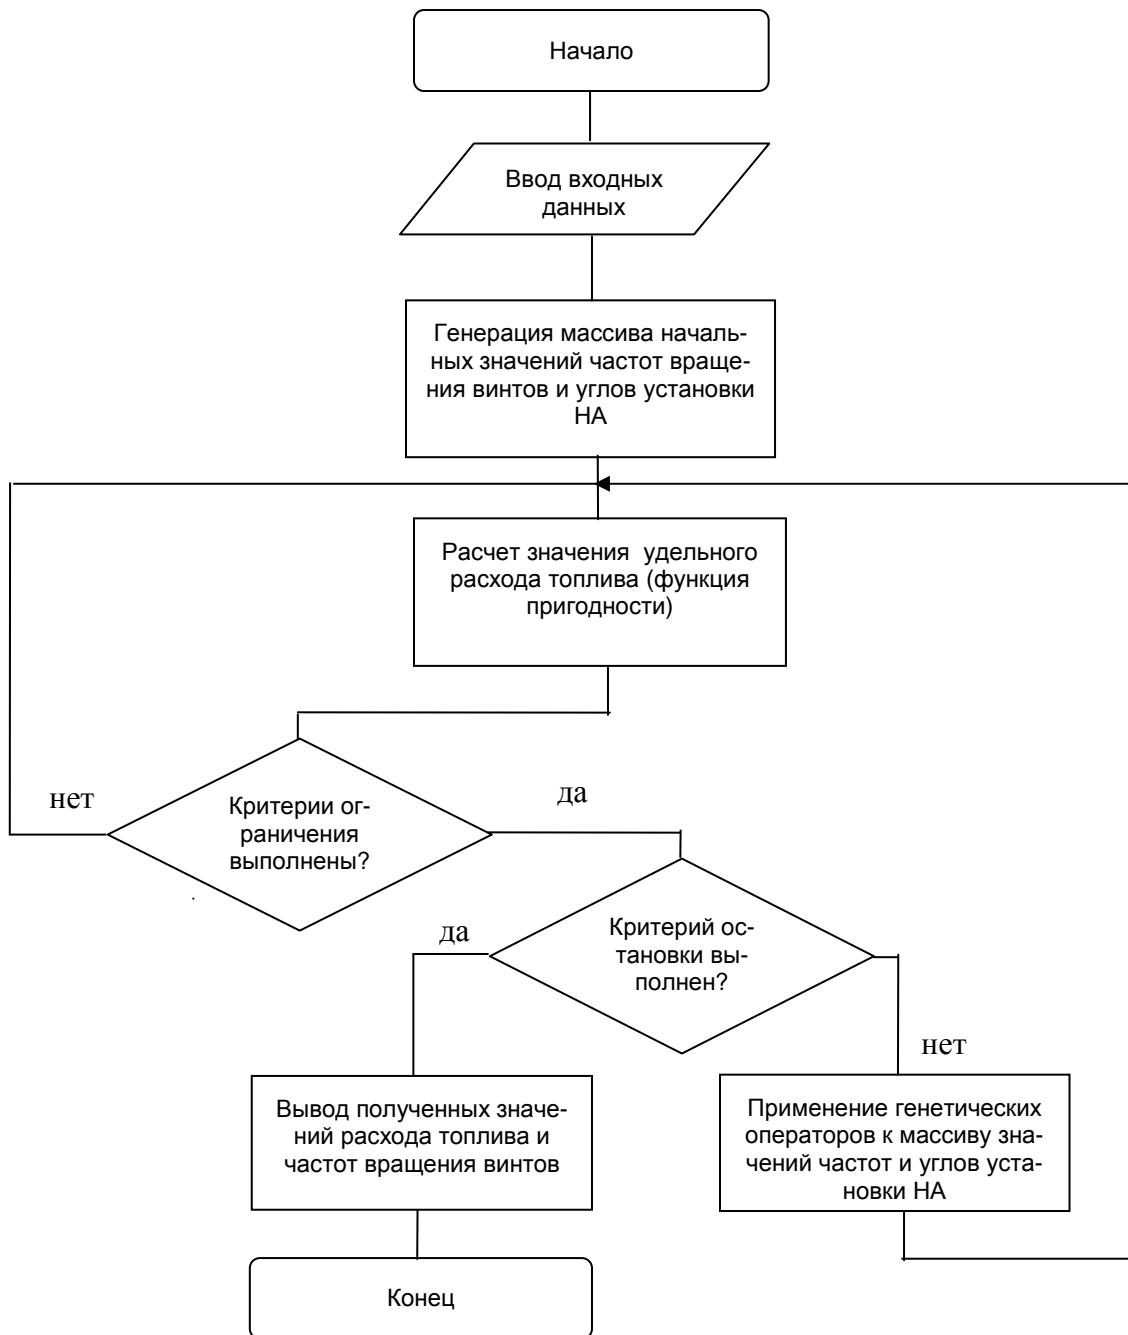 Начало
Ввод входных
данных
Генерация массива началь-
ных значений частот враще-
ния винтов и углов установки
НА
Расчет значения удельного
расхода топлива (функция
пригодности)
нет
Критерии ог-
раничения
выполнены?
да
да
Критерий ос-
тановки вы-
полнен?
нет
Вывод полученных значе-
ний расхода топлива и
частот вращения винтов
Применение генетических
операторов к массиву зна-
чений частот и углов уста-
новки НА
Конец